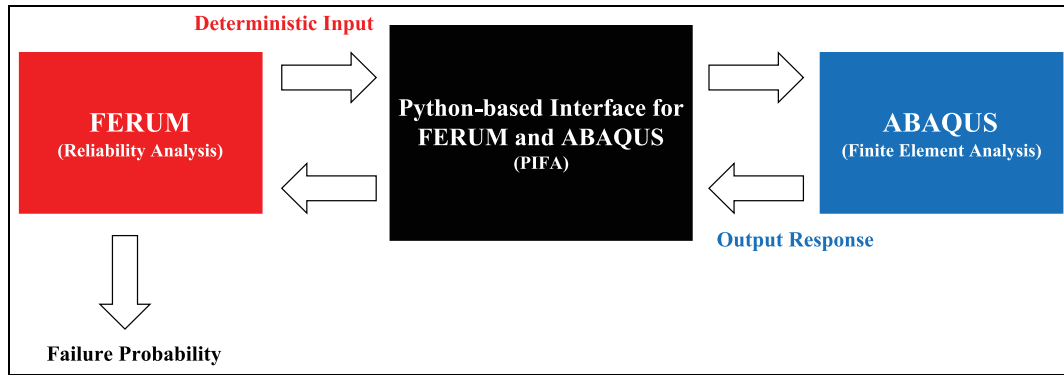 Deterministic Input
FERUM
(Reliability Analysis)
Python-based Interface for
FERUM and ABAQUS
(PIFA)
ABAQUS
(Finite Element Analysis)
Output Response
Failure Probability